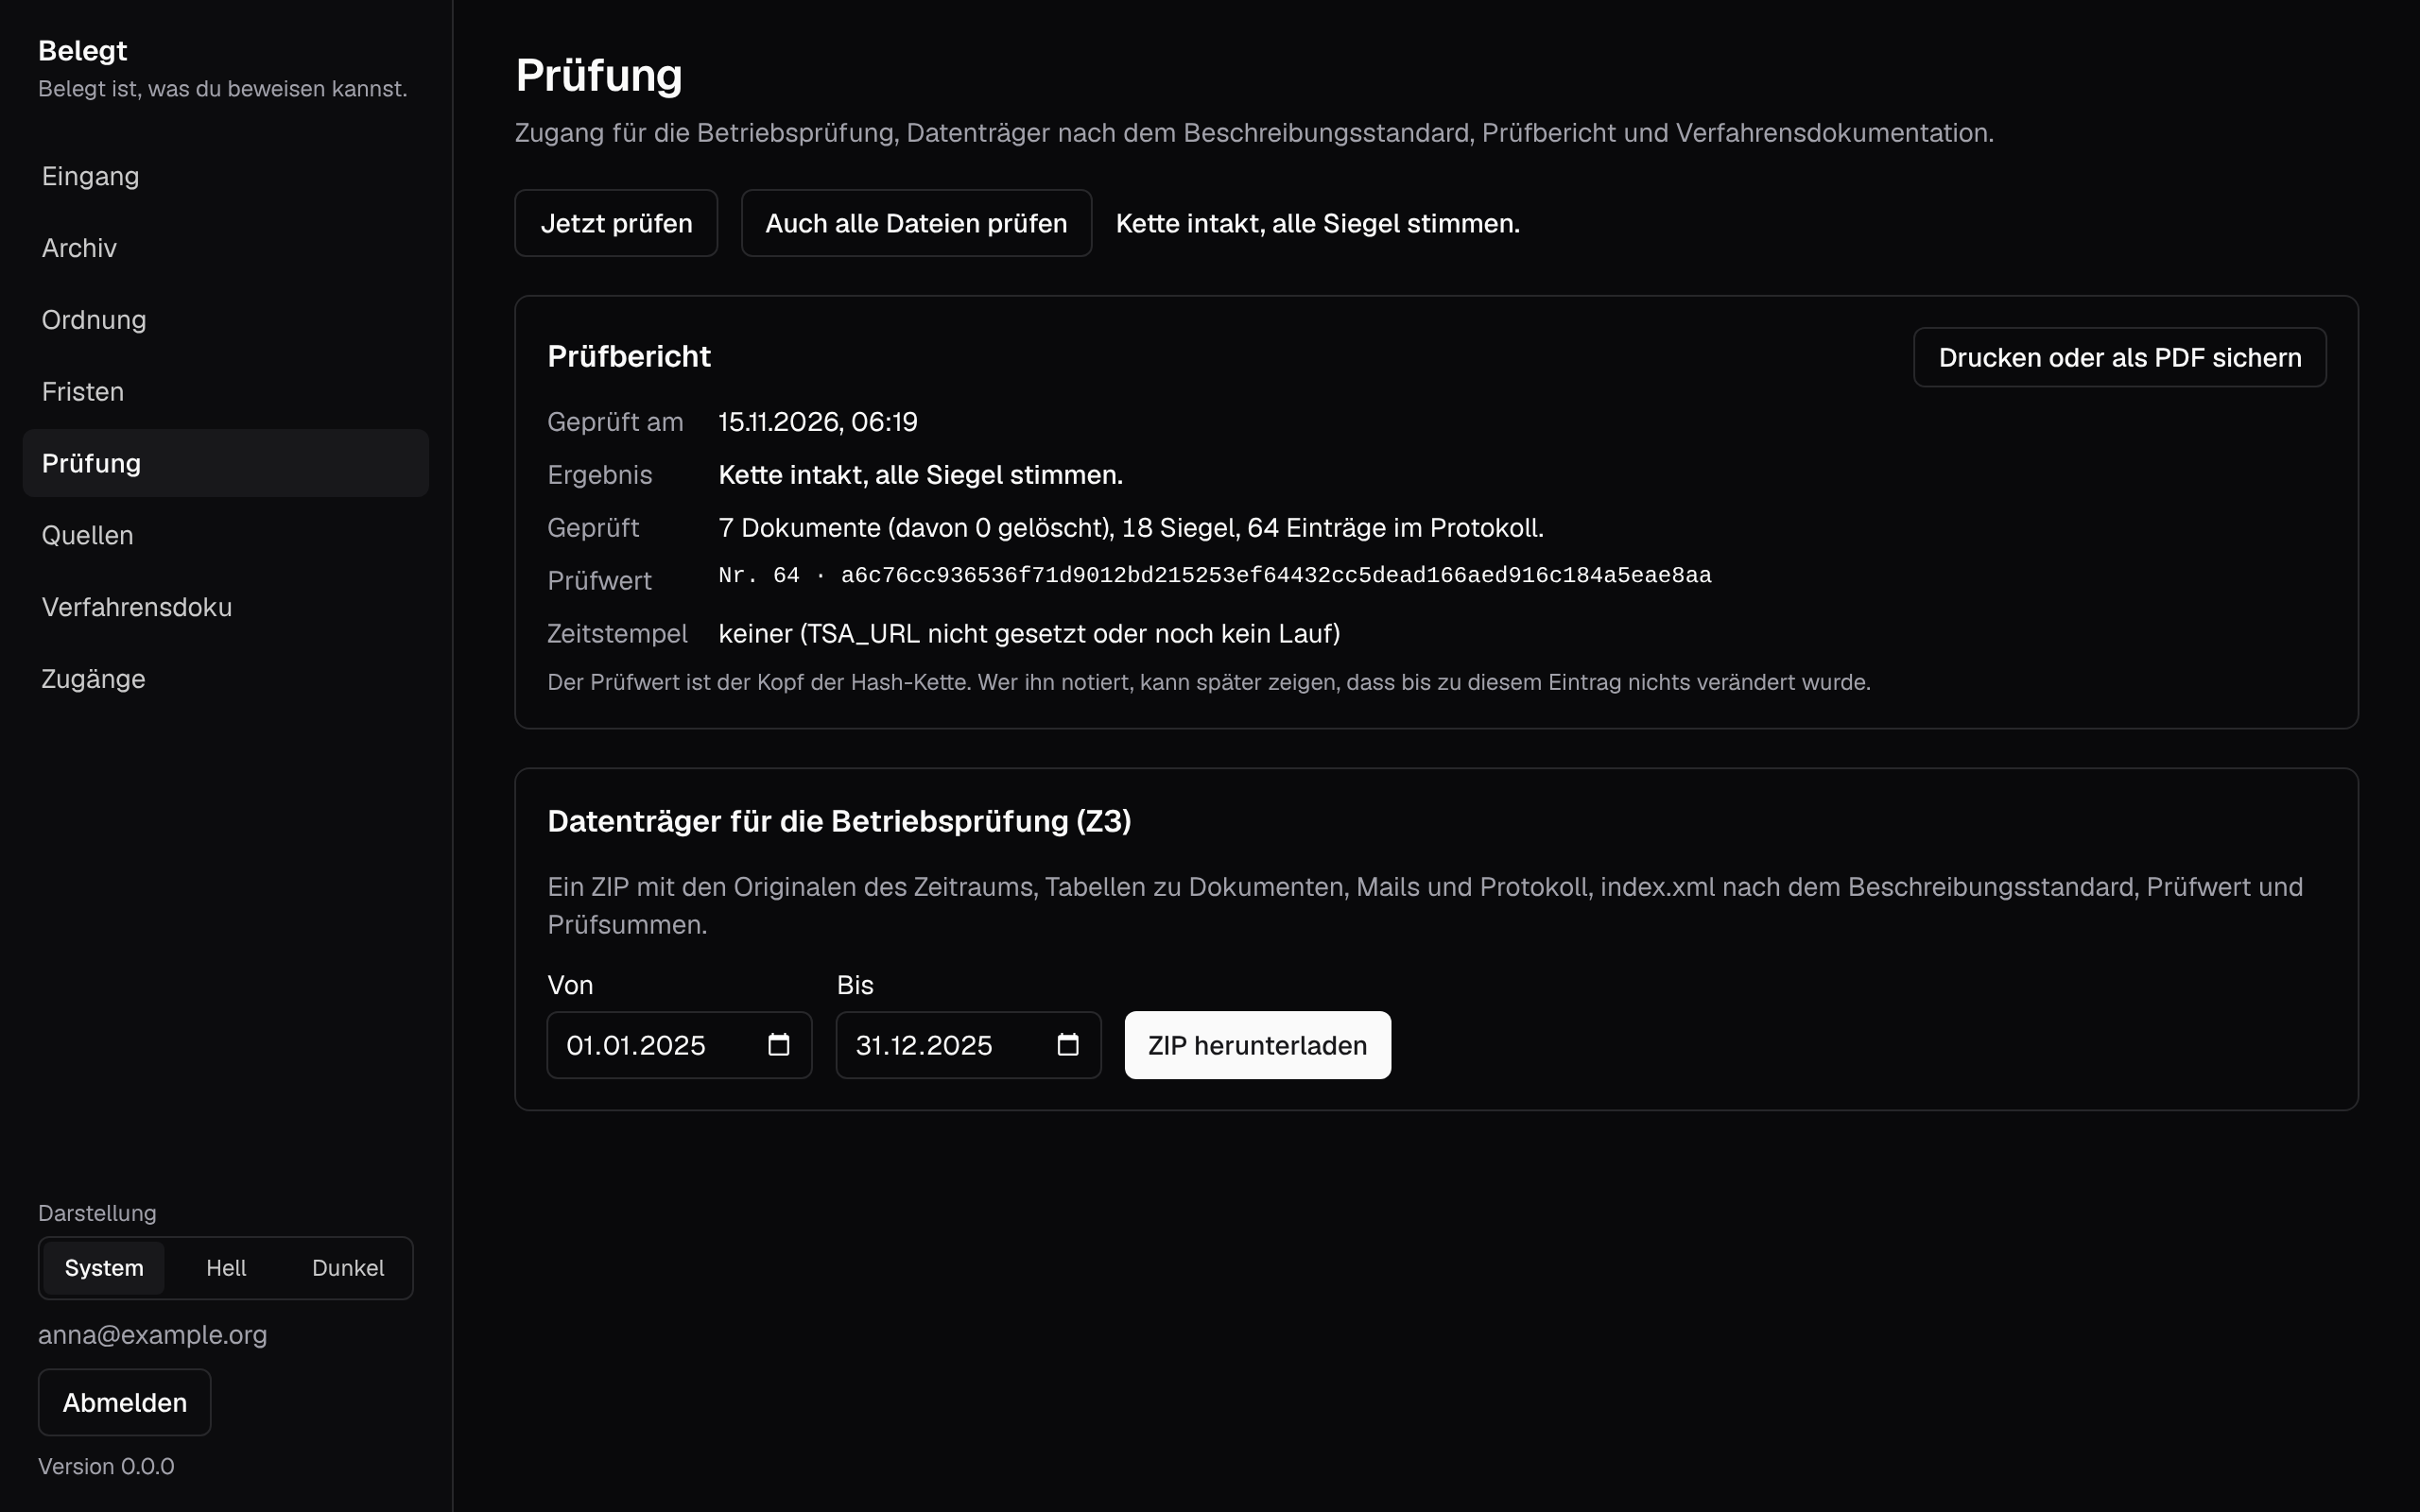 Belegt
Belegt ist, was du beweisen kannst.
Eingang
Archiv
Ordnung
Fristen
Prüfung
Quellen
Verfahrensdoku
Zugänge
Darstellung
System Hell Dunkel
anna@example.org
Abmelden
Version 0.0.0
Prüfung
Zugang für die Betriebsprüfung, Datenträger nach dem Beschreibungsstandard, Prüfbericht und Verfahrensdokumentation.
Jetzt prüfen Auch alle Dateien prüfen Kette intakt, alle Siegel stimmen.
Prüfbericht Drucken oder als PDF sichern
Geprüft am 15.11.2026, 06:19
Ergebnis Kette intakt, alle Siegel stimmen.
Geprüft 7 Dokumente (davon 0 gelöscht), 18 Siegel, 64 Einträge im Protokoll.
Prüfwert Nr. 64 · a6c76cc936536f71d9012bd215253ef64432cc5dead166aed916c184a5eae8aa
Zeitstempel keiner (TSA_URL nicht gesetzt oder noch kein Lauf)
Der Prüfwert ist der Kopf der Hash-Kette. Wer ihn notiert, kann später zeigen, dass bis zu diesem Eintrag nichts verändert wurde.
Datenträger für die Betriebsprüfung (Z3)
Ein ZIP mit den Originalen des Zeitraums, Tabellen zu Dokumenten, Mails und Protokoll, index.xml nach dem Beschreibungsstandard, Prüfwert und
Prüfsummen.
Von Bis
01.01.2025 31.12.2025 ZIP herunterladen